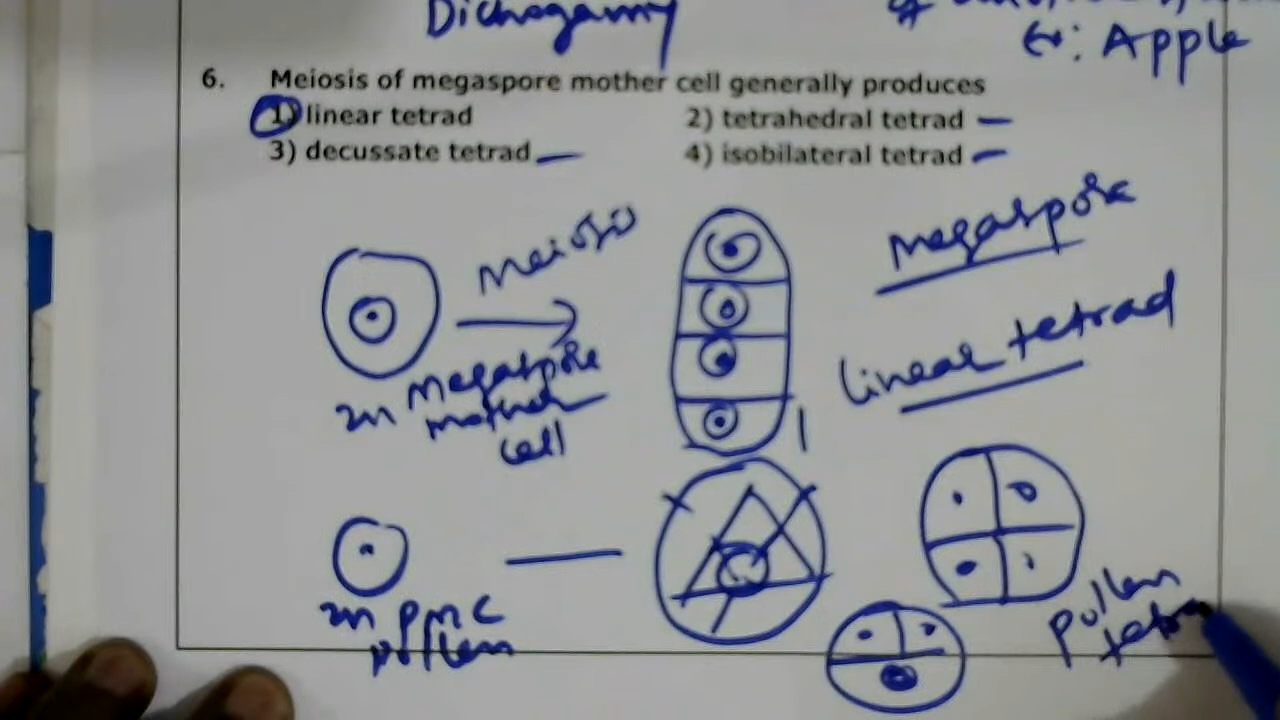 Dichogamy
Ex: Apple
6. Meiosis of megaspore mother cell generally produces
1) linear tetrad
2) tetrahedral tetrad
3) decussate tetrad
4) isobilateral tetrad
Meiosis
megaspore
2n Megaspore
mother
cell
linear tetrad
2n PMC
pollen
pollen